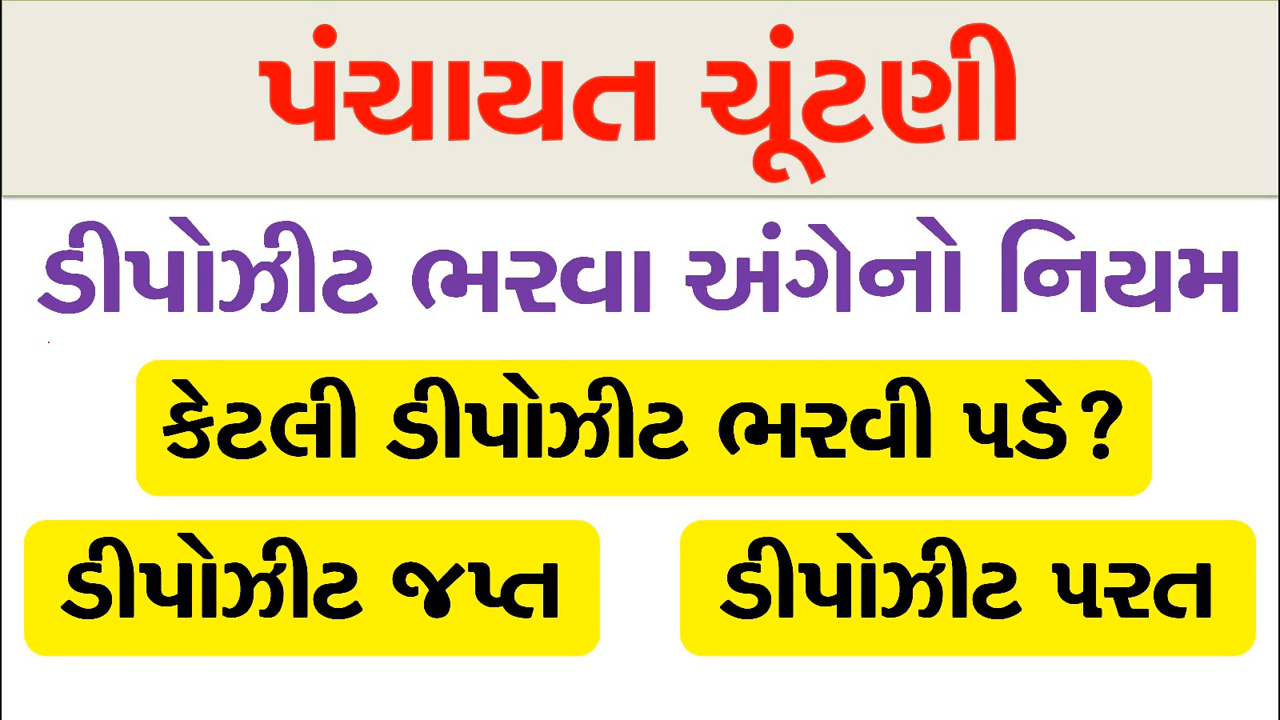 પંચાયત ચૂંટણી
ડીપોઝીટ ભરવા અંગેનો નિયમ
કેટલી ડીપોઝીટ ભરવી પડે?
ડીપોઝીટ જપ્ત
ડીપોઝીટ પરત